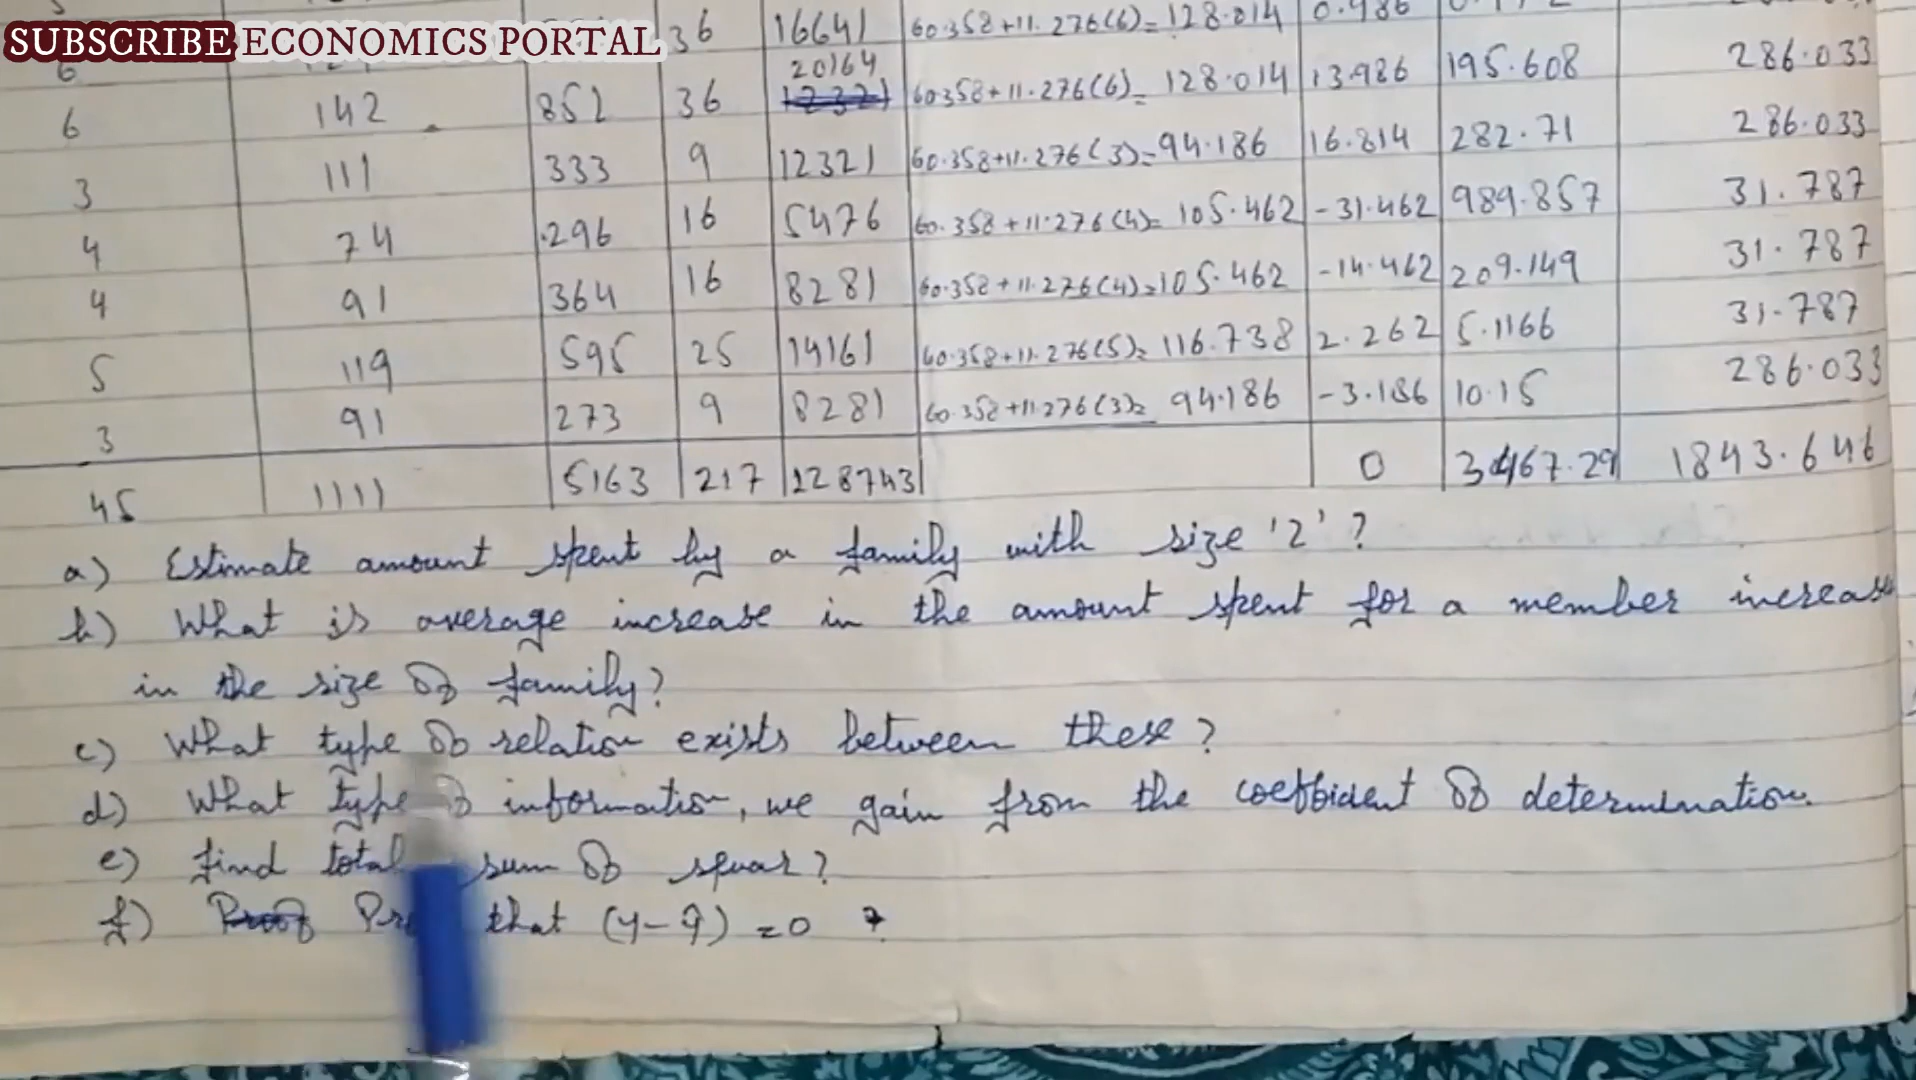 SUBSCRIBE ECONOMICS PORTAL
36 16641 60.358+11.276(6)= 128.014 0.986
6 142 852 36 20164 60.358+11.276(6)= 128.014 13.986 195.608 286.033
3 111 333 9 12321 60.358+11.276(3)= 94.186 16.814 282.71 286.033
4 74 296 16 5476 60.358+11.276(4)= 105.462 -31.462 989.857 31.787
4 91 364 16 8281 60.358+11.276(4)=105.462 -14.462 209.149 31.787
5 119 595 25 14161 60.358+11.276(5)= 116.738 2.262 5.1166 31.787
3 91 273 9 8281 60.358+11.276(3)= 94.186 -3.186 10.15 286.033
45 1111 5163 217 128743 0 3467.29 1843.646
a) Estimate amount spent by a family with size '2' ?
b) What is average increase in the amount spent for a member increase
in the size of family?
c) What type of relation exists between these?
d) What type of information, we gain from the coefficient of determination.
e) find total sum of squar?
f) that (y-ŷ) = 0 ?